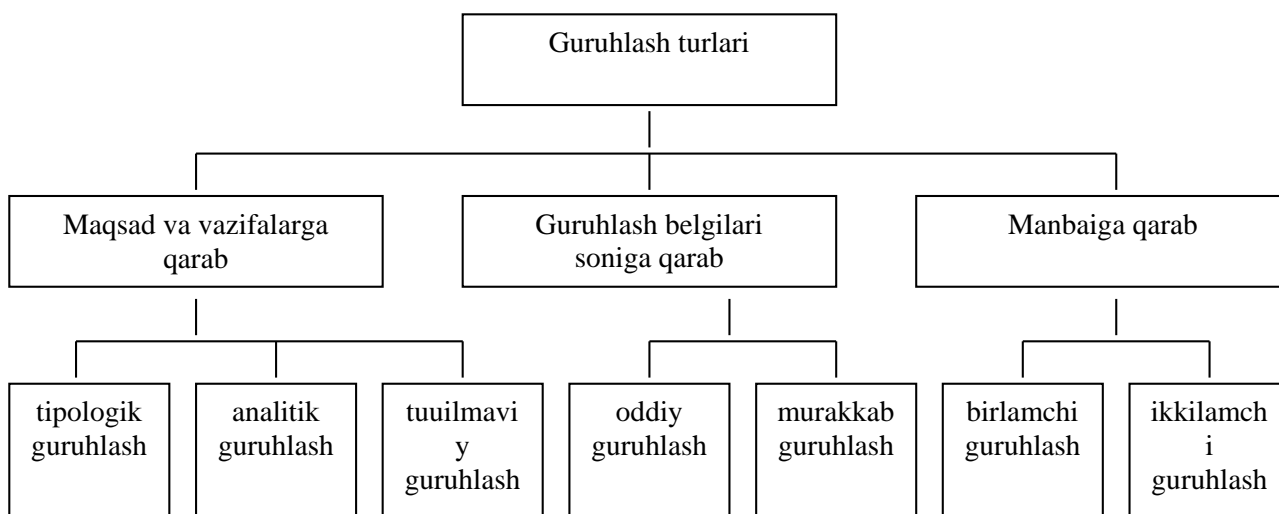 Guruhlash turlari
Maqsad va vazifalarga
qarab
Guruhlash belgilari
soniga qarab
Manbaiga qarab
tipologik
guruhlash
analitik
guruhlash
tuuilmavi
y
guruhlash
oddiy
guruhlash
murakkab
guruhlash
birlamchi
guruhlash
ikkilamch
i
guruhlash